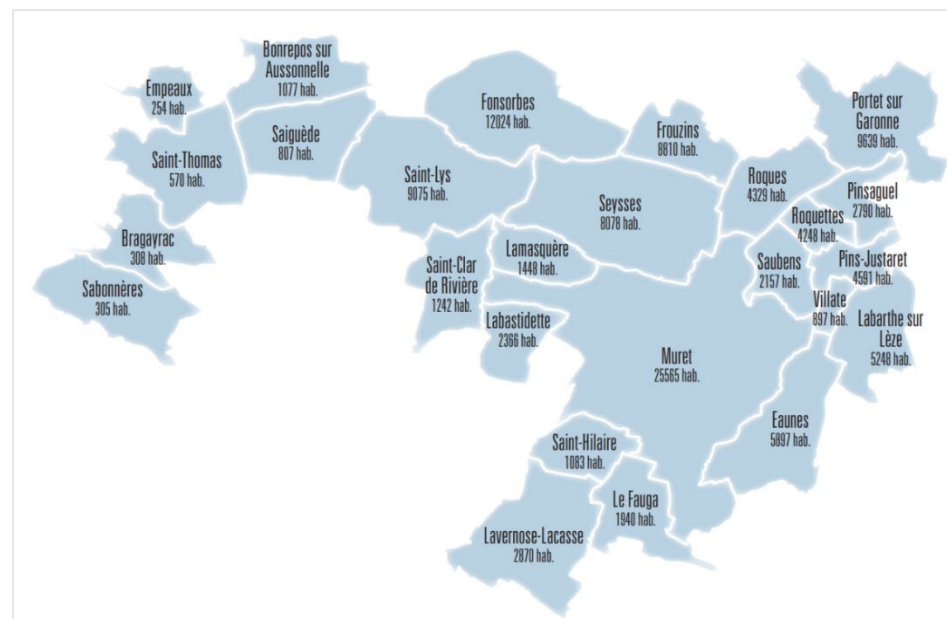 Bonrepos sur
Aussonnelle
1077 hab.
Empeaux
254 hab.
Fonsorbes
12024 hab.
Portet sur
Garonne
9639 hab.
Saiguède
807 hab.
Frouzins
8810 hab.
Saint-Thomas
570 hab.
Saint-Lys
9075 hab.
Roques
4329 hab.
Pinsaguel
2790 hab.
Seysses
8078 hab.
Roquettes
4248 hab.
Bragayrac
308 hab.
Lamasquère
1448 hab.
Saint-Clar
de Rivière
1242 hab.
Saubens
2157 hab.
Pins-Justaret
4591 hab.
Sabonnères
305 hab.
Villate
897 hab.
Labarthe sur
Lèze
5248 hab.
Labastidette
2366 hab.
Muret
25565 hab.
Eaunes
5897 hab.
Saint-Hilaire
1083 hab.
Le Fauga
1940 hab.
Lavernose-Lacasse
2870 hab.